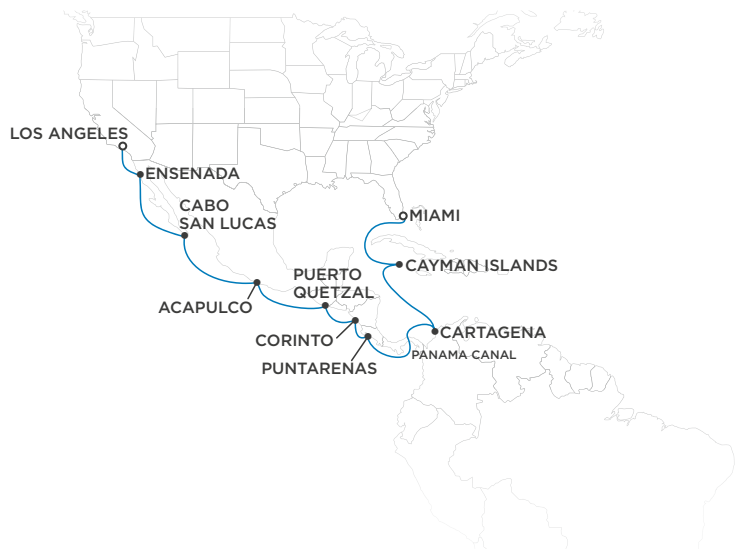 LOS ANGELES
ENSENADA
CABO
SAN LUCAS
MIAMI
CAYMAN ISLANDS
PUERTO
QUETZAL
ACAPULCO
CORINTO
CARTAGENA
PANAMA CANAL
PUNTARENAS